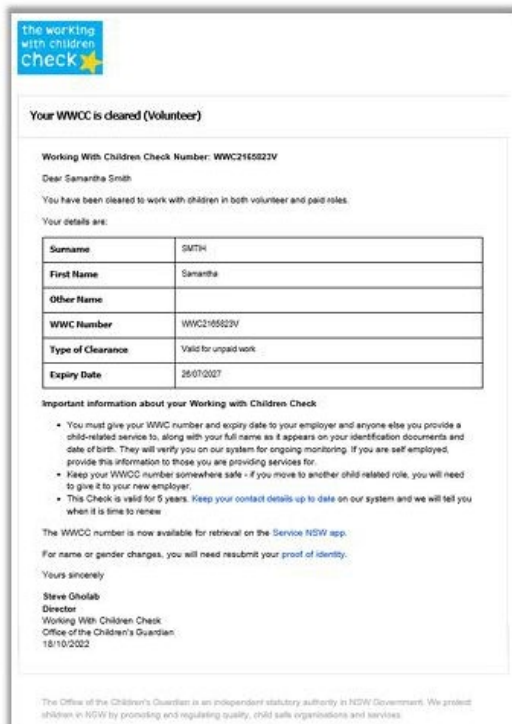 the working
with children
check
Your WWCC is cleared (Volunteer)
Working With Children Check Number: WWC2165823V
Dear Samantha Smith
You have been cleared to work with children in both volunteer and paid roles.
Your details are:
Surname SMTIH
First Name Samantha
Other Name
WWC Number WWC2165823V
Type of Clearance Valid for unpaid work
Expiry Date 26/07/2027
Important information about your Working with Children Check
• You must give your WWC number and expiry date to your employer and anyone else you provide a
child-related service to, along with your full name as it appears on your identification documents and
date of birth. They will verify you on our system for ongoing monitoring. If you are self employed,
provide this information to those you are providing services for.
• Keep your WWCC number somewhere safe - if you move to another child related role, you will need
to give it to your new employer.
• This Check is valid for 5 years. Keep your contact details up to date on our system and we will tell you
when it is time to renew
The WWCC number is now available for retrieval on the Service NSW app.
For name or gender changes, you will need resubmit your proof of identity.
Yours sincerely
Steve Gholab
Director
Working With Children Check
Office of the Children's Guardian
18/10/2022
The Office of the Children's Guardian is an independent statutory authority in NSW Government. We protect
children in NSW by promoting and regulating quality, child safe organisations and services